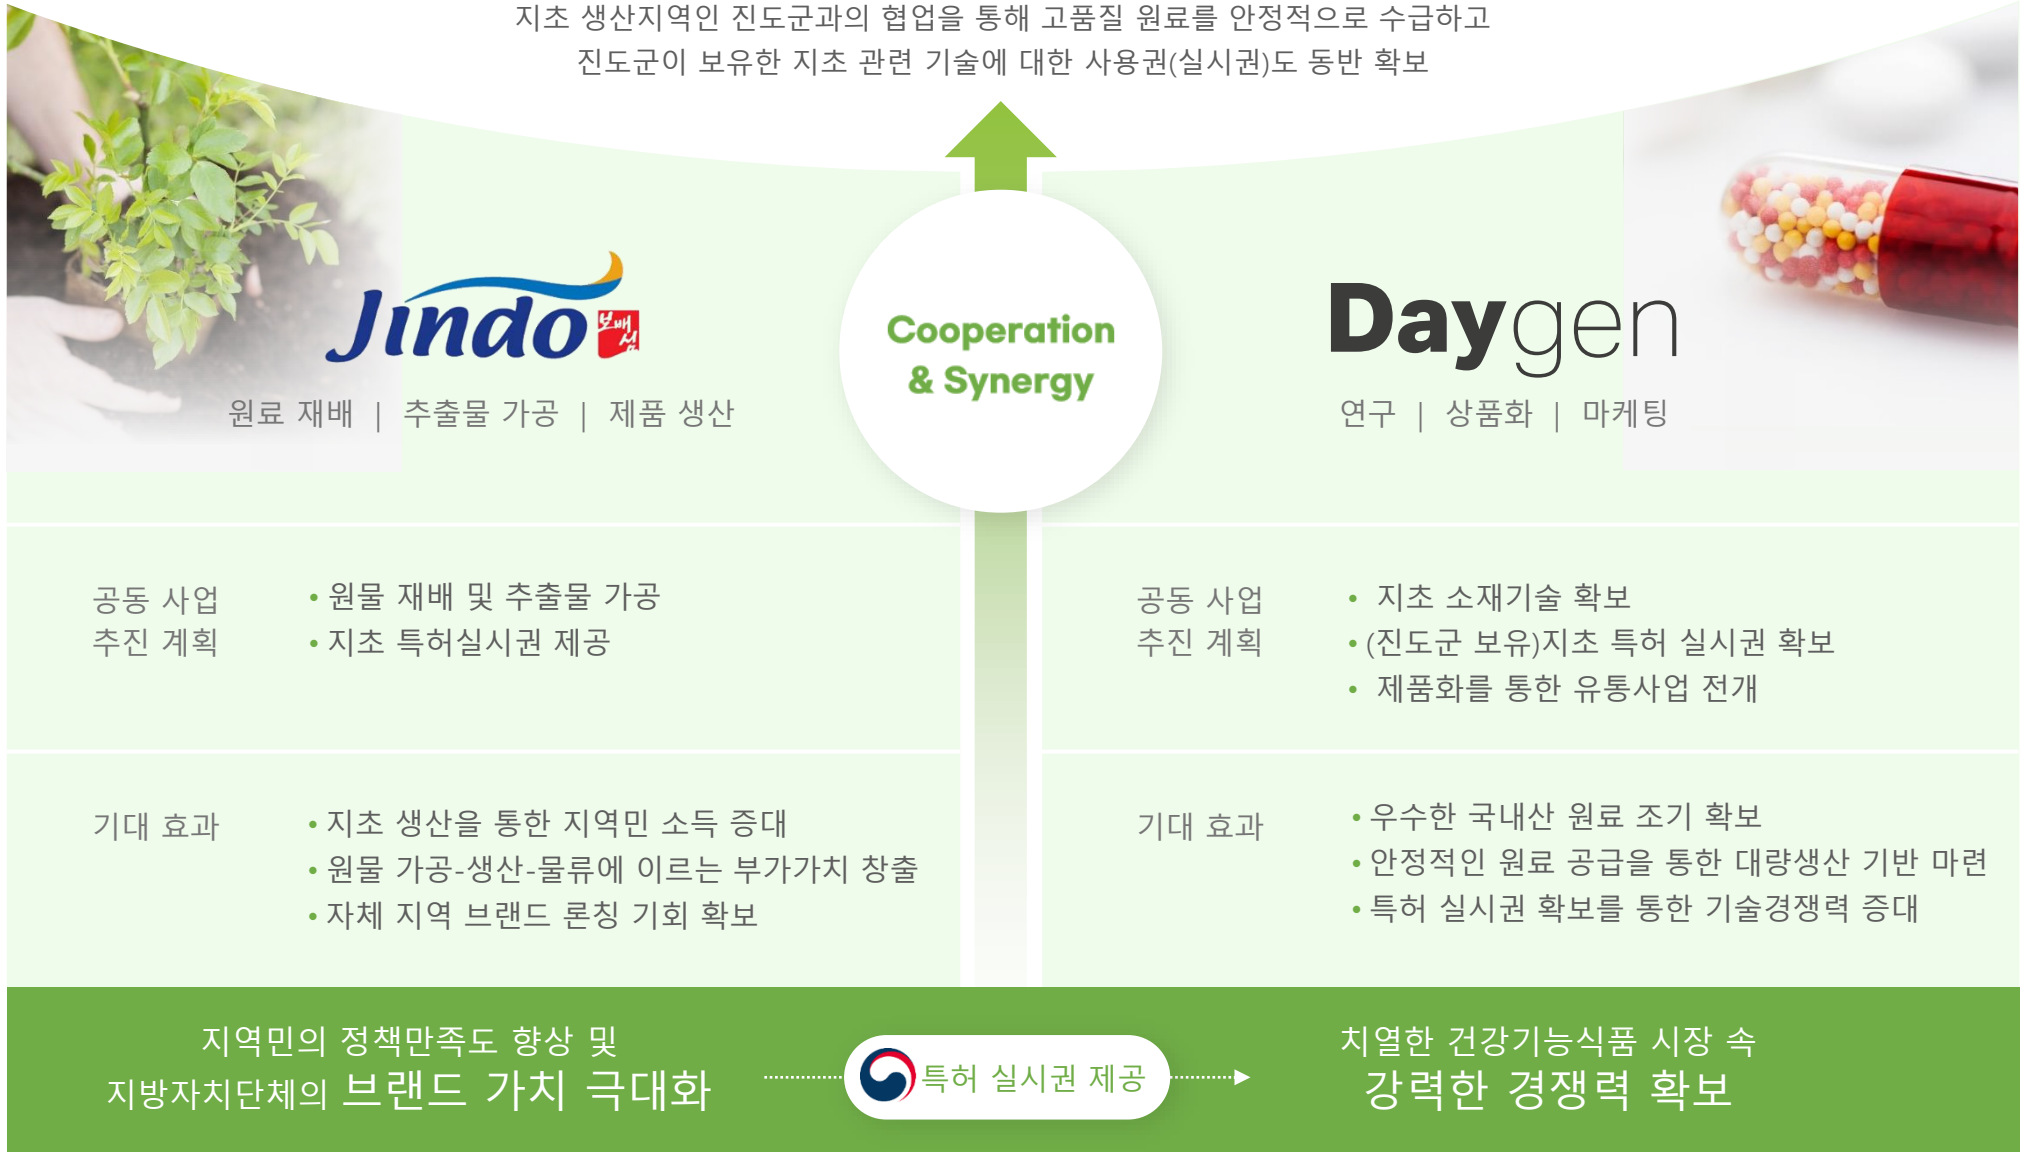 지초 생산지역인 진도군과의 협업을 통해 고품질 원료를 안정적으로 수급하고
진도군이 보유한 지초 관련 기술에 대한 사용권(실시권)도 동반 확보
Jindo 보배섬
원료 재배 | 추출물 가공 | 제품 생산
Cooperation
& Synergy
Daygen
연구 | 상품화 | 마케팅
공동 사업
추진 계획
• 원물 재배 및 추출물 가공
• 지초 특허실시권 제공
공동 사업
추진 계획
• 지초 소재기술 확보
• (진도군 보유)지초 특허 실시권 확보
• 제품화를 통한 유통사업 전개
기대 효과
• 지초 생산을 통한 지역민 소득 증대
• 원물 가공-생산-물류에 이르는 부가가치 창출
• 자체 지역 브랜드 론칭 기회 확보
기대 효과
• 우수한 국내산 원료 조기 확보
• 안정적인 원료 공급을 통한 대량생산 기반 마련
• 특허 실시권 확보를 통한 기술경쟁력 증대
지역민의 정책만족도 향상 및
지방자치단체의 브랜드 가치 극대화
특허 실시권 제공
치열한 건강기능식품 시장 속
강력한 경쟁력 확보